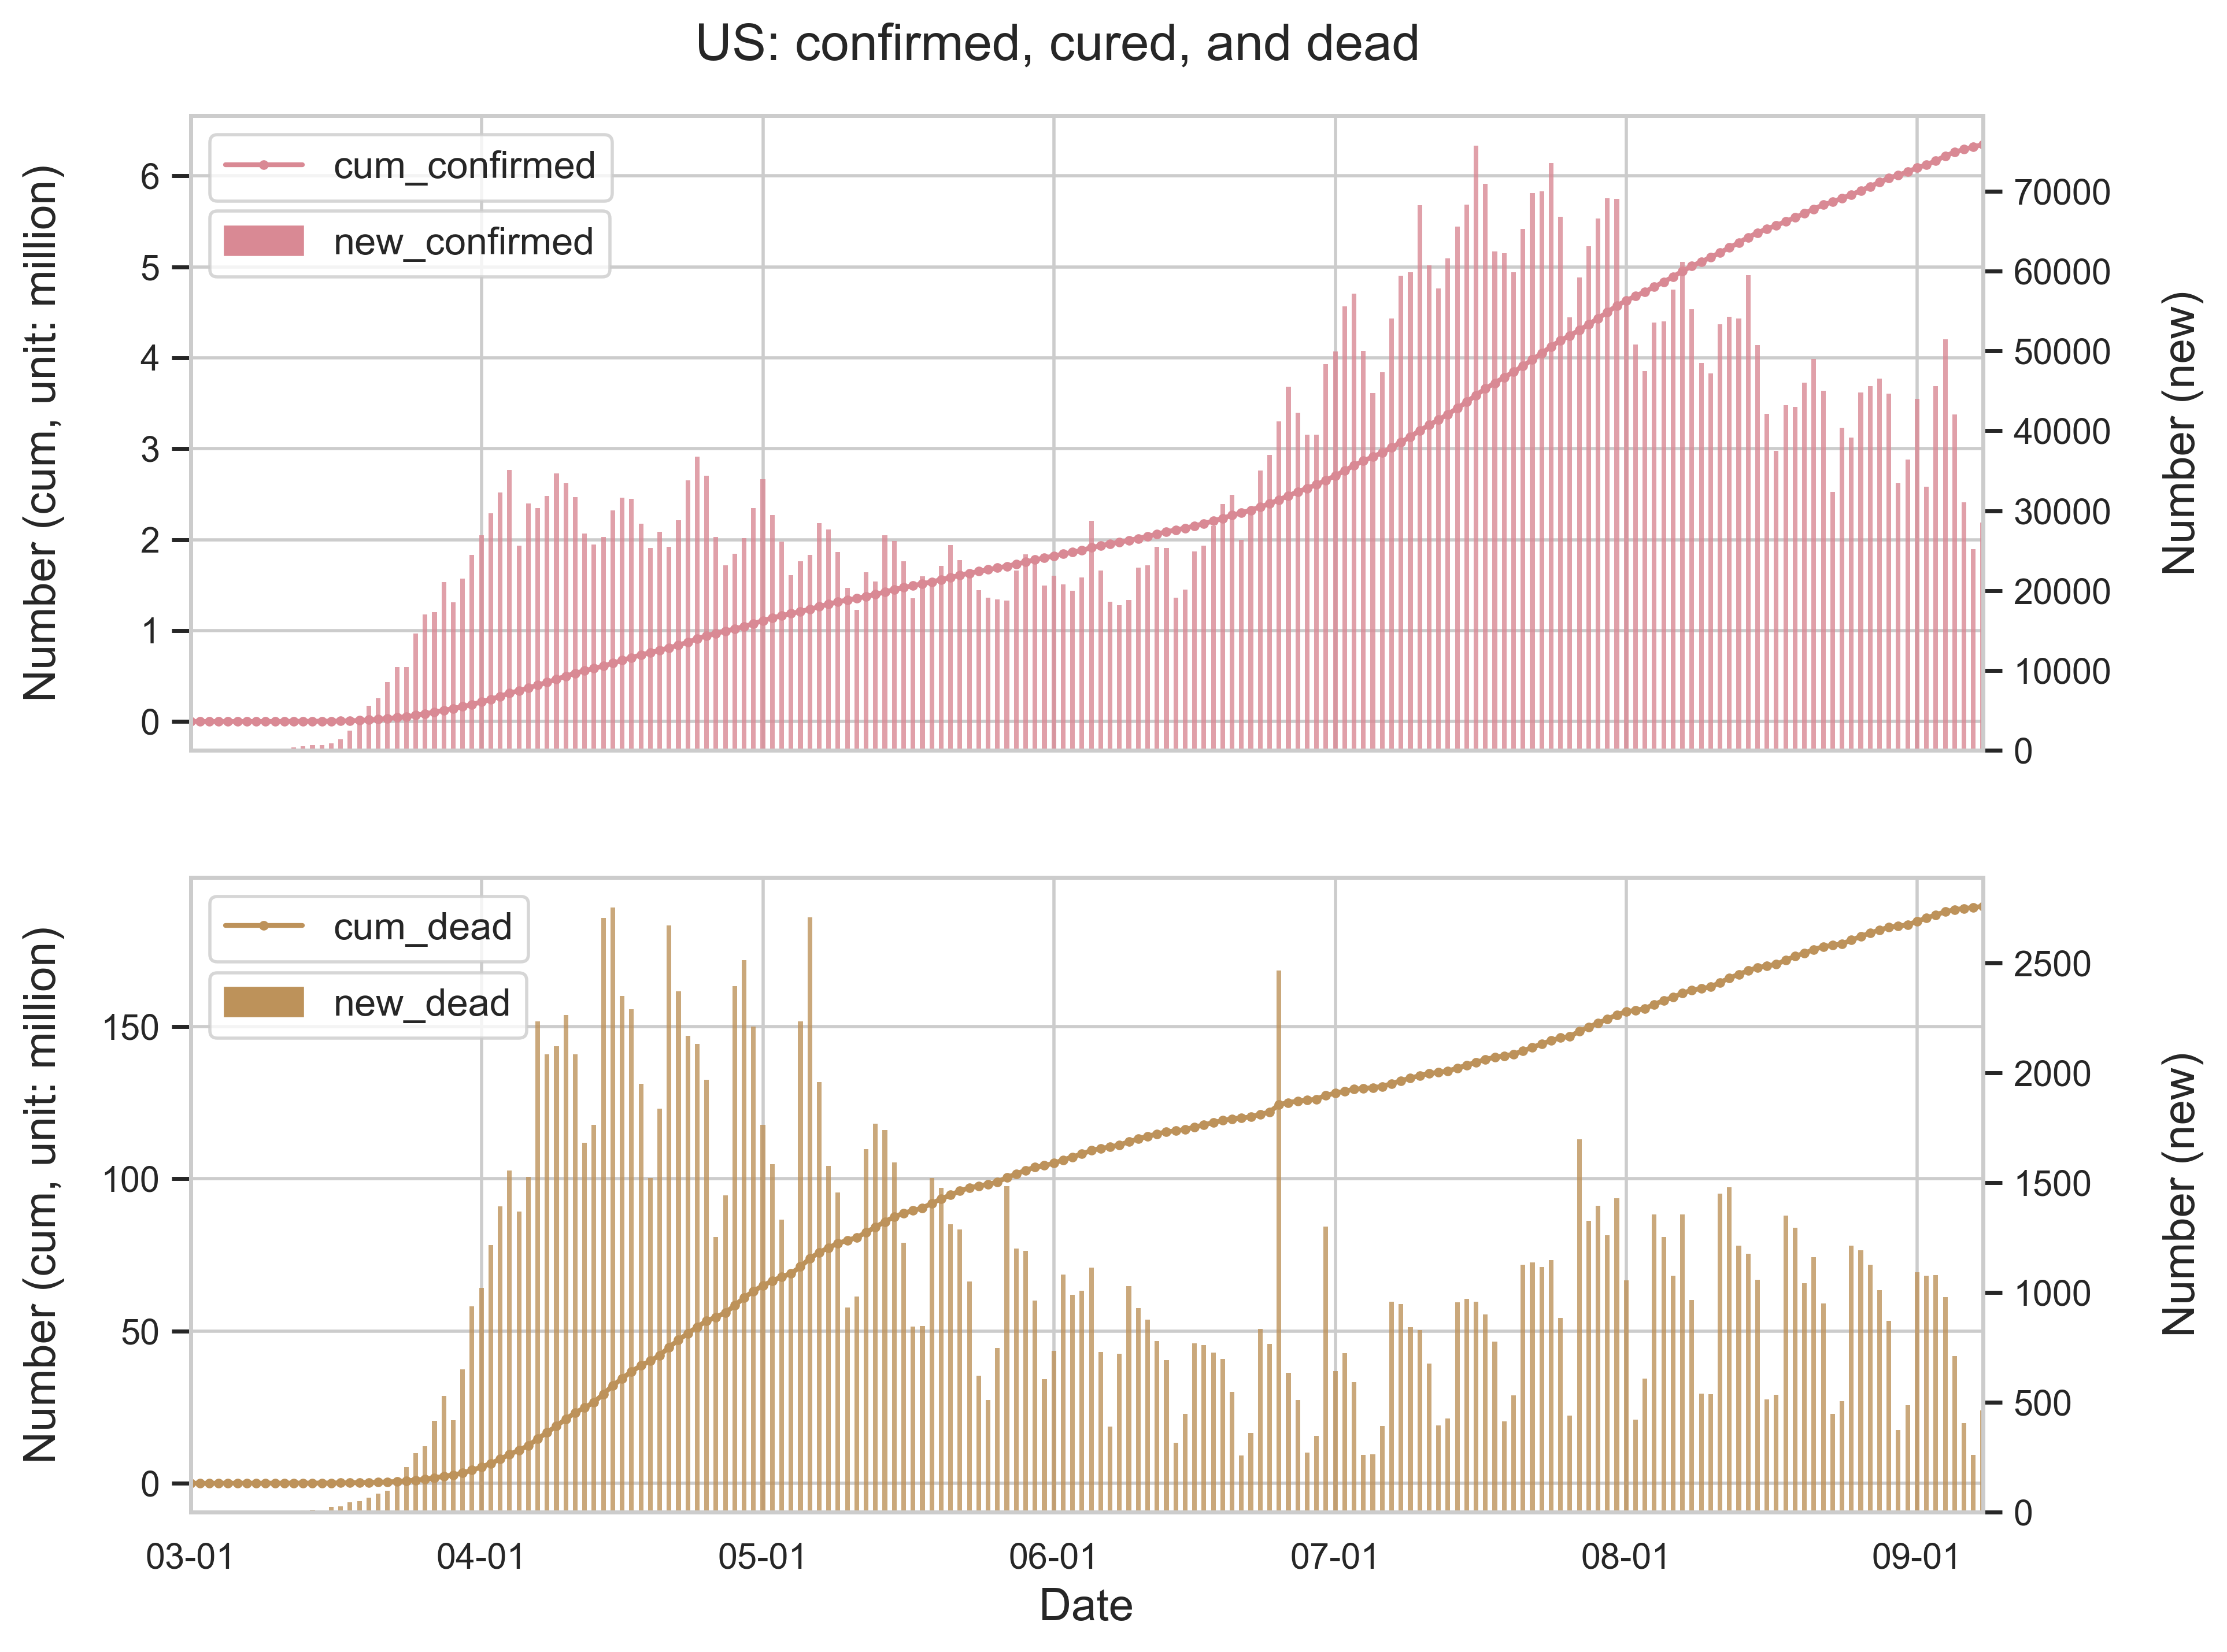 US: confirmed, cured, and dead
cum_confirmed
new_confirmed
Number (cum, unit: million)
6
5
4
3
2
1
0
70000
60000
50000
40000
30000
20000
10000
0
Number (new)
cum_dead
new_dead
Number (cum, unit: million)
150
100
50
0
2500
2000
1500
1000
500
0
Number (new)
03-01 04-01 05-01 06-01 07-01 08-01 09-01
Date